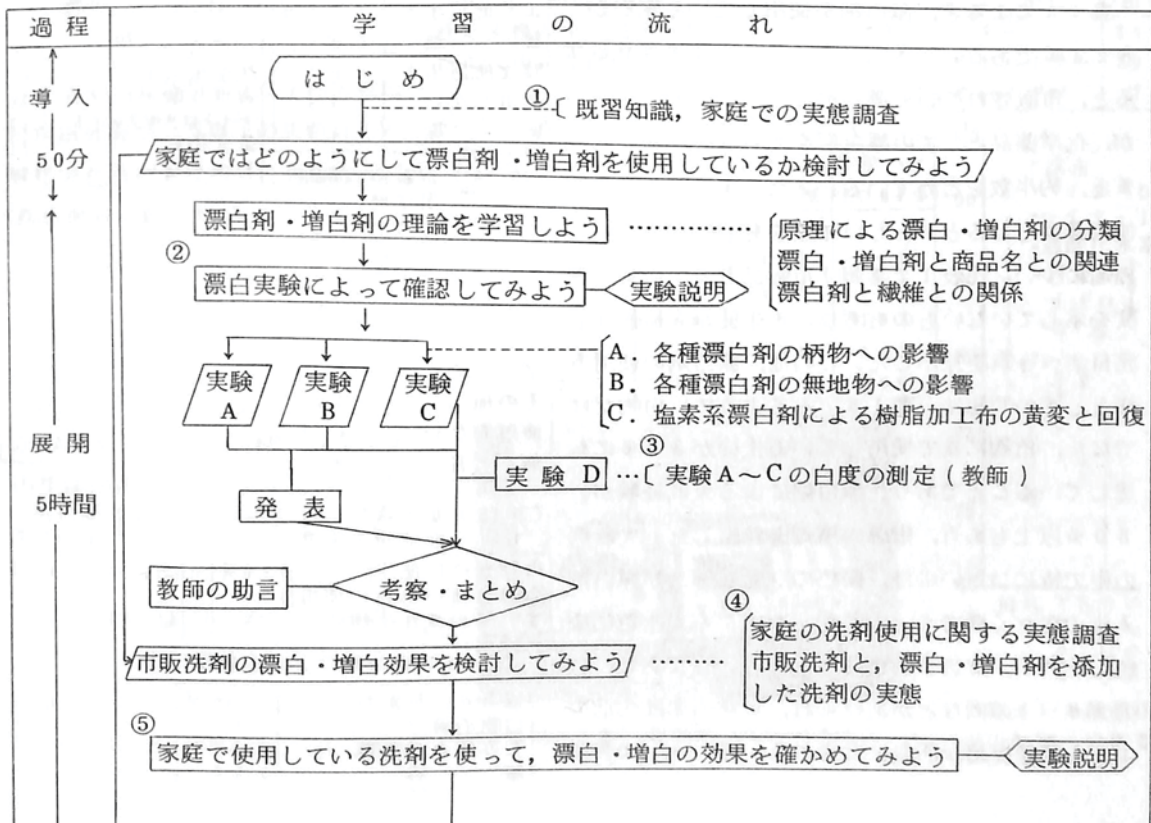 過程
学習の流れ
導入
50分
展開
5時間
はじめ
① 既習知識，家庭での実態調査
家庭ではどのようにして漂白剤・増白剤を使用しているか検討してみよう
漂白剤・増白剤の理論を学習しよう
原理による漂白・増白剤の分類
漂白・増白剤と商品名との関連
漂白剤と繊維との関係
②
漂白実験によって確認してみよう
実験説明
実験
A
実験
B
実験
C
A．各種漂白剤の柄物への影響
B．各種漂白剤の無地物への影響
C．塩素系漂白剤による樹脂加工布の黄変と回復
③
実験D
実験A～Cの白度の測定（教師）
発表
教師の助言
考察・まとめ
④
市販洗剤の漂白・増白効果を検討してみよう
家庭の洗剤使用に関する実態調査
市販洗剤と，漂白・増白剤を添加
した洗剤の実態
⑤
家庭で使用している洗剤を使って，漂白・増白の効果を確かめてみよう
実験説明